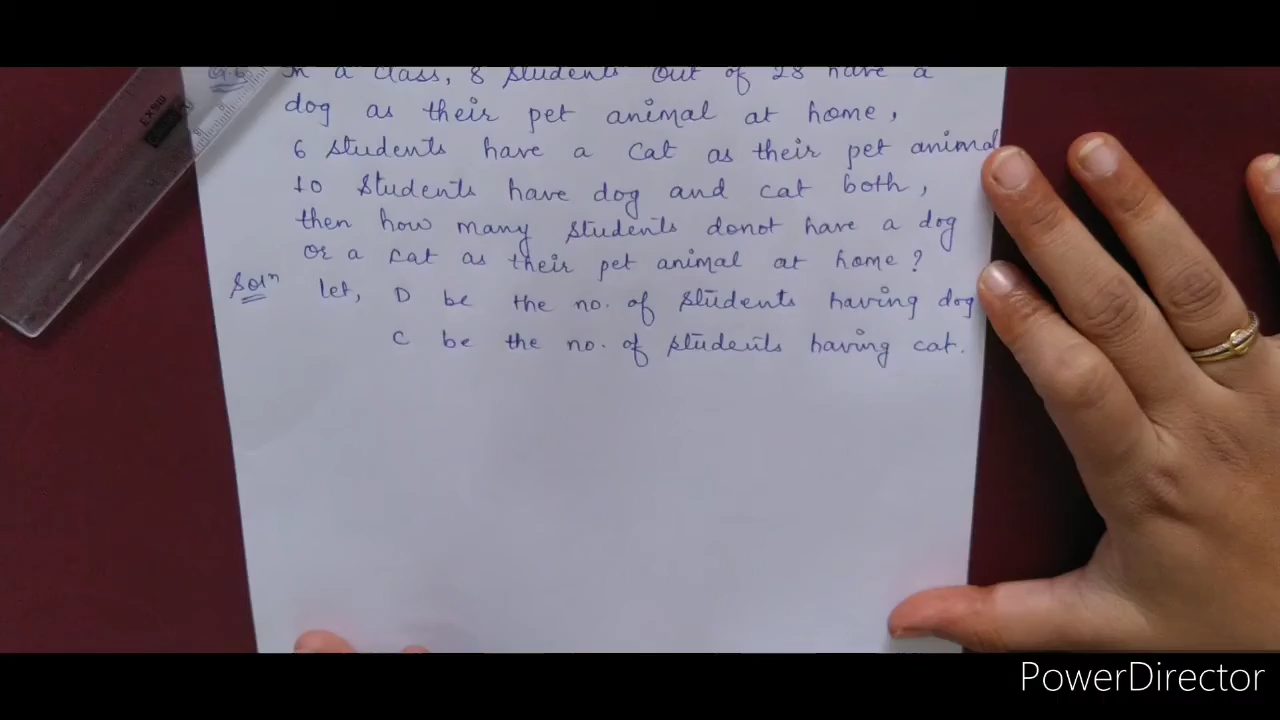 Q.6 In a class, 8 students out of 28 have a
dog as their pet animal at home,
6 students have a cat as their pet animal
10 students have dog and cat both,
then how many students donot have a dog
or a cat as their pet animal at home?
Solⁿ let, D be the no. of students having dog
C be the no. of students having cat.
PowerDirector